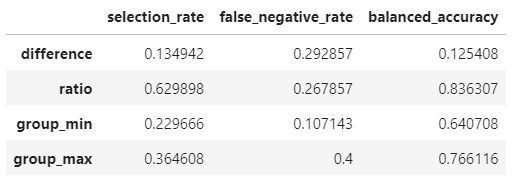 selection_rate false_negative_rate balanced_accuracy
difference 0.134942 0.292857 0.125408
ratio 0.629898 0.267857 0.836307
group_min 0.229666 0.107143 0.640708
group_max 0.364608 0.4 0.766116